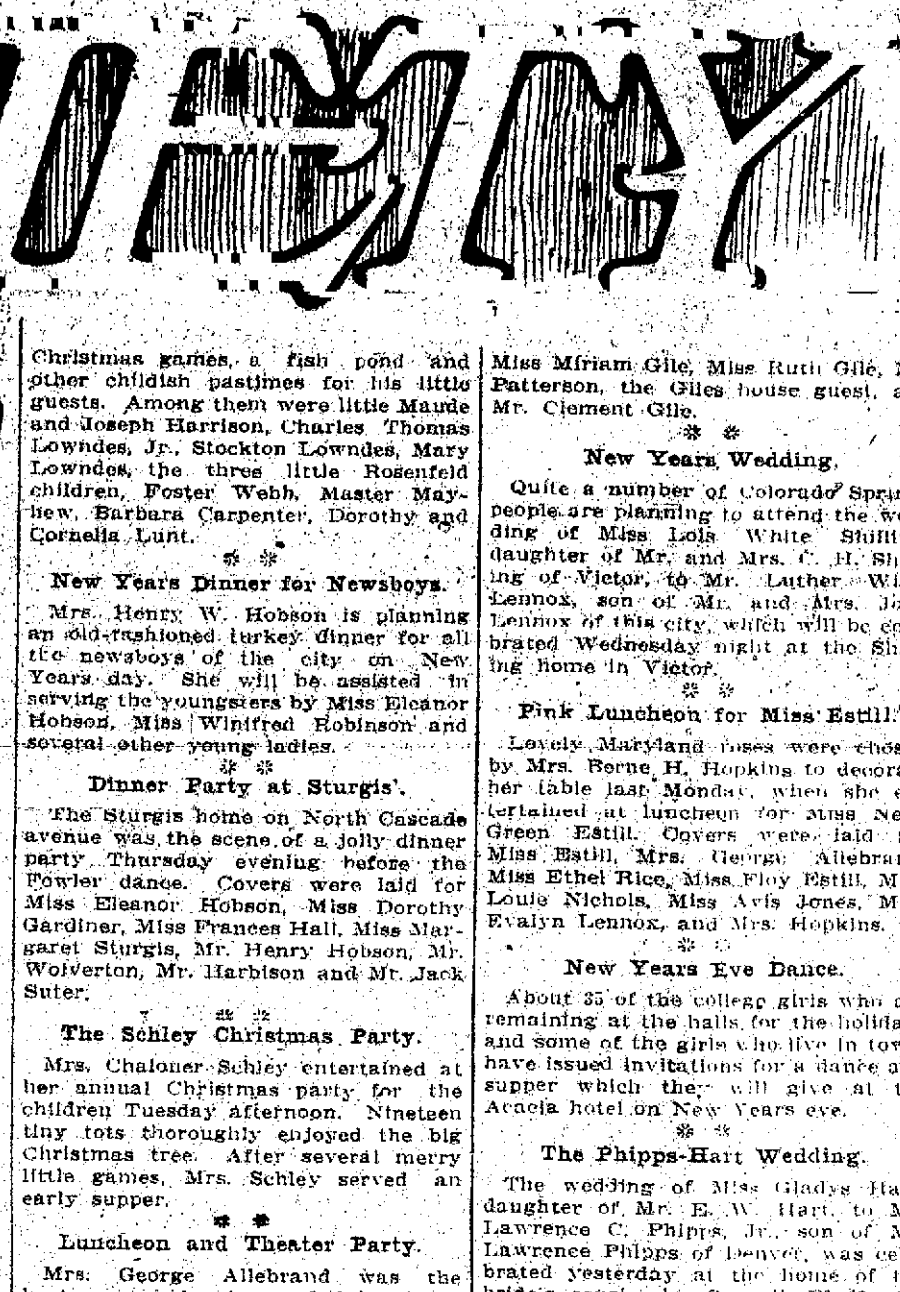 Christmas games, a fish pond and
other childish pastimes for his little
guests. Among them were little Maude
and Joseph Harrison, Charles Thomas
Lowndes, Jr., Stockton Lowndes, Mary
Lowndes, the three little Rosenfeld
children, Foster Webb, Master May-
hew, Barbara Carpenter, Dorothy and
Cornelia Lunt.
New Years Dinner for Newsboys.
Mrs. Henry W. Hobson is planning
an old-fashioned turkey dinner for all
the newsboys of the city on New
Years day. She will be assisted in
serving the youngsters by Miss Eleanor
Hobson, Miss Winifred Robinson and
several other young ladies.
Dinner Party at Sturgis'.
The Sturgis home on North Cascade
avenue was the scene of a jolly dinner
party Thursday evening before the
Fowler dance. Covers were laid for
Miss Eleanor Hobson, Miss Dorothy
Gardiner, Miss Frances Hall, Miss Mar-
garet Sturgis, Mr. Henry Hobson, Mr.
Wolverton, Mr. Harbison and Mr. Jack
Suter.
The Schley Christmas Party.
Mrs. Chaloner Schley entertained at
her annual Christmas party for the
children Tuesday afternoon. Nineteen
tiny tots thoroughly enjoyed the big
Christmas tree. After several merry
little games, Mrs. Schley served an
early supper.
Luncheon and Theater Party.
Mrs. George Allebrand was the
Miss Miriam Gile, Miss Ruth Gile,
Patterson, the Giles house guest, a
Mr. Clement Gile.
New Years Wedding.
Quite a number of Colorado Sprin
people are planning to attend the we
ding of Miss Lois White Shilli
daughter of Mr. and Mrs. C. H. Sh
ing of Victor, to Mr. Luther Wi
Lennox, son of Mr. and Mrs. Jo
Lennox of this city, which will be ce
brated Wednesday night at the Sh
ing home in Victor.
Pink Luncheon for Miss Estill.
Lovely Maryland roses were chos
by Mrs. Berne H. Hopkins to decora
her table last Monday, when she e
tertained at luncheon for Miss Ne
Green Estill. Covers were laid
Miss Estill, Mrs. George Allebran
Miss Ethel Rice, Miss Floy Estill, M
Louie Nichols, Miss Avis Jones, M
Evalyn Lennox, and Mrs. Hopkins.
New Years Eve Dance.
About 35 of the college girls who a
remaining at the halls for the holida
and some of the girls who live in tow
have issued invitations for a dance a
supper which they will give at t
Acacia hotel on New Years eve.
The Phipps-Hart Wedding.
The wedding of Miss Gladys Ha
daughter of Mr. E. W. Hart, to M
Lawrence C. Phipps, Jr., son of M
Lawrence Phipps of Denver, was ce
brated yesterday at the home of t